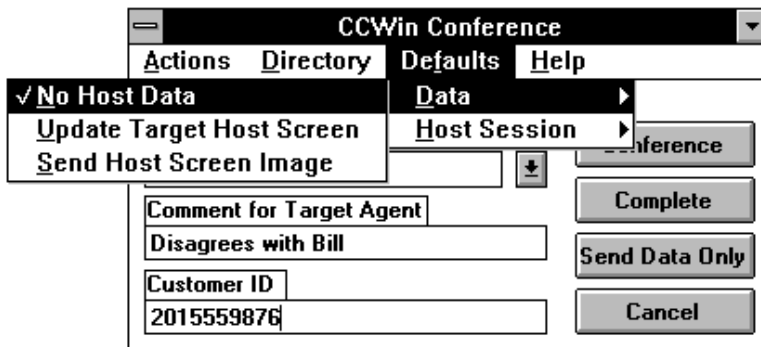 CCWin Conference
Actions Directory Defaults Help
✓No Host Data
Update Target Host Screen
Send Host Screen Image
Data
Host Session
Conference
Complete
Send Data Only
Cancel
Comment for Target Agent
Disagrees with Bill
Customer ID
2015559876